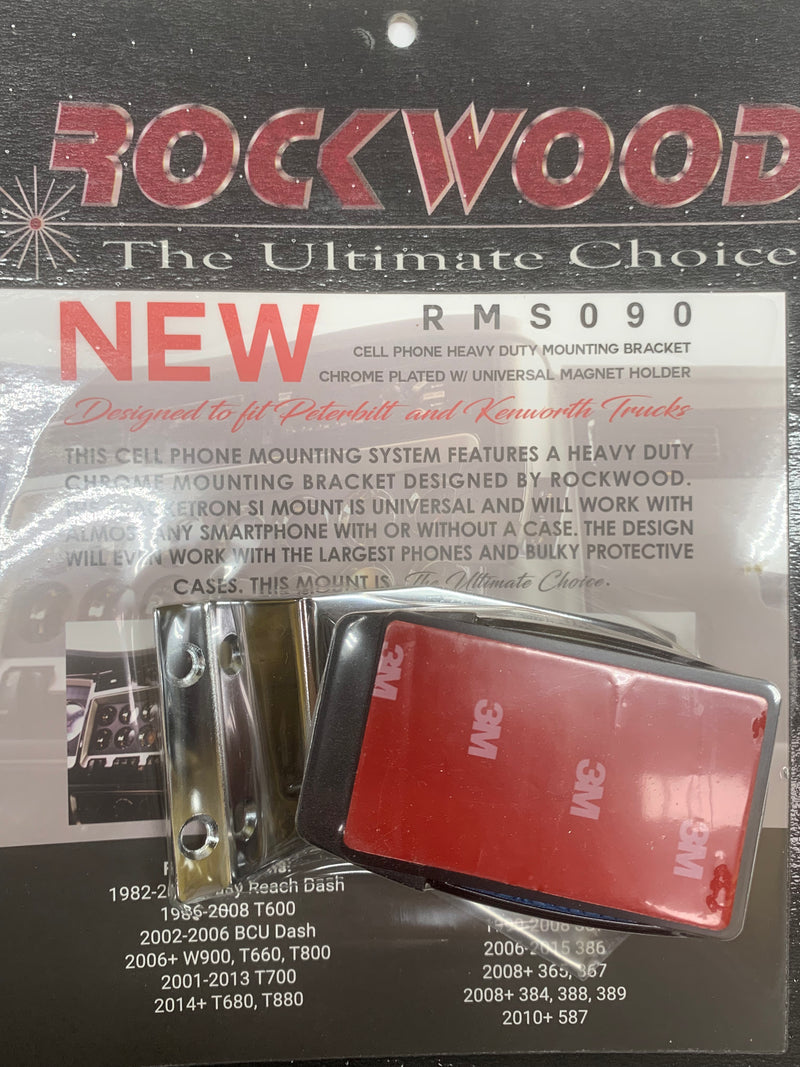 ROCKWOOD
The Ultimate Choice
NEW
RMS090
CELL PHONE HEAVY DUTY MOUNTING BRACKET
CHROME PLATED W/ UNIVERSAL MAGNET HOLDER
Designed to fit Peterbilt and Kenworth Trucks
THIS CELL PHONE MOUNTING SYSTEM FEATURES A HEAVY DUTY
CHROME MOUNTING BRACKET DESIGNED BY ROCKWOOD.
SI MOUNT IS UNIVERSAL AND WILL WORK WITH
ALMOST ANY SMARTPHONE WITH OR WITHOUT A CASE. THE DESIGN
WILL EVEN WORK WITH THE LARGEST PHONES AND BULKY PROTECTIVE
CASES. THIS MOUNT IS The Ultimate Choice.
3M
3M
3M
3M
Reach Dash
1986-2008 T600
2002-2006 BCU Dash
2006+ W900, T660, T800
2001-2013 T700
2014+ T680, T880
2006-2015 386
2008+ 365, 367
2008+ 384, 388, 389
2010+ 587